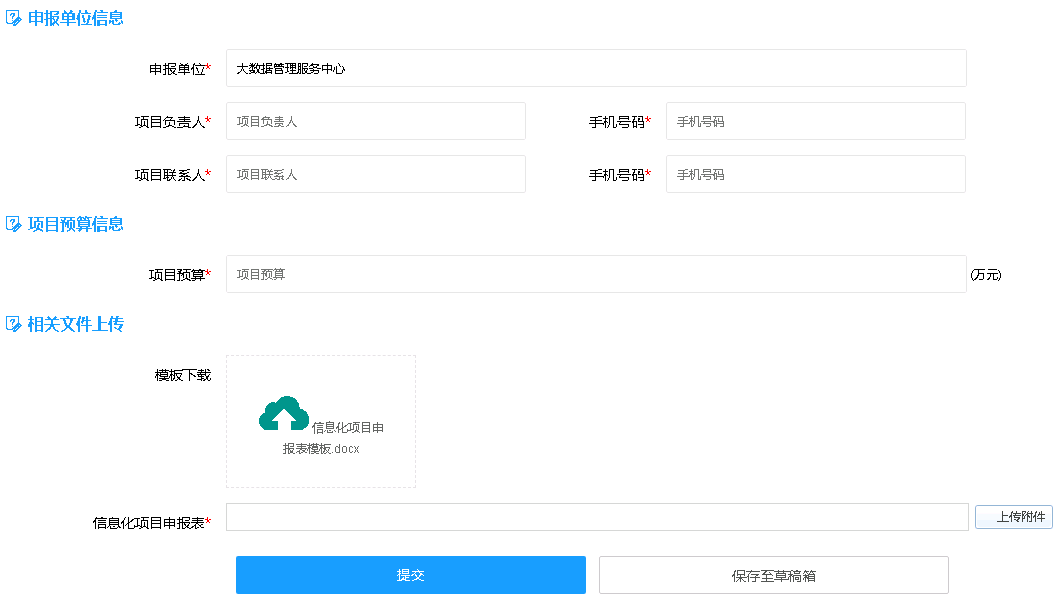 申报单位信息
申报单位* 大数据管理服务中心
项目负责人* 项目负责人 手机号码* 手机号码
项目联系人* 项目联系人 手机号码* 手机号码
项目预算信息
项目预算* 项目预算 (万元)
相关文件上传
模板下载
信息化项目申
报表模板.docx
信息化项目申报表* 上传附件
提交 保存至草稿箱